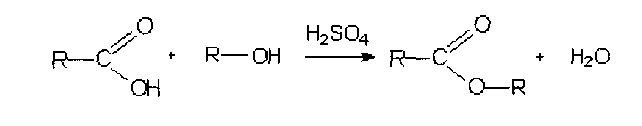 R—C(=O)OH + R—OH H₂SO₄ → R—C(=O)O—R + H₂O